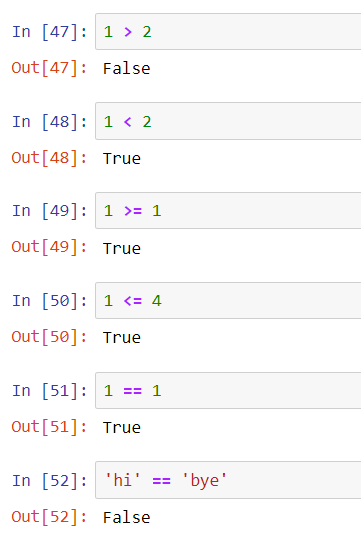 In [47]: 1 > 2
Out[47]: False
In [48]: 1 < 2
Out[48]: True
In [49]: 1 >= 1
Out[49]: True
In [50]: 1 <= 4
Out[50]: True
In [51]: 1 == 1
Out[51]: True
In [52]: 'hi' == 'bye'
Out[52]: False